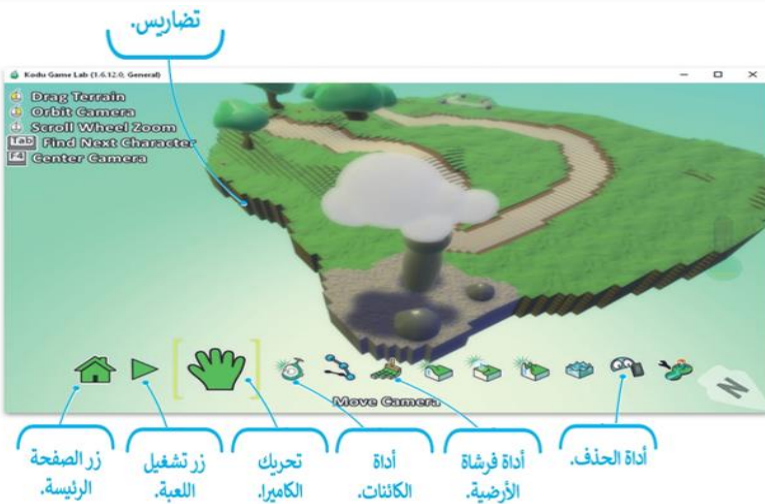 تضاريس.
Kodu Game Lab (1.6.12.0, General)
Drag Terrain
Orbit Camera
Scroll Wheel Zoom
Tab Find Next Character
F4 Center Camera
Move Camera
N
زر الصفحة
الرئيسة.
زر تشغيل
اللعبة.
تحريك
الكاميرا.
أداة
الكائنات.
أداة فرشاة
الأرضية.
أداة الحذف.